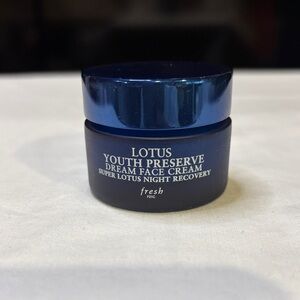 LOTUS
YOUTH PRESERVE
DREAM FACE CREAM
SUPER LOTUS NIGHT RECOVERY
fresh